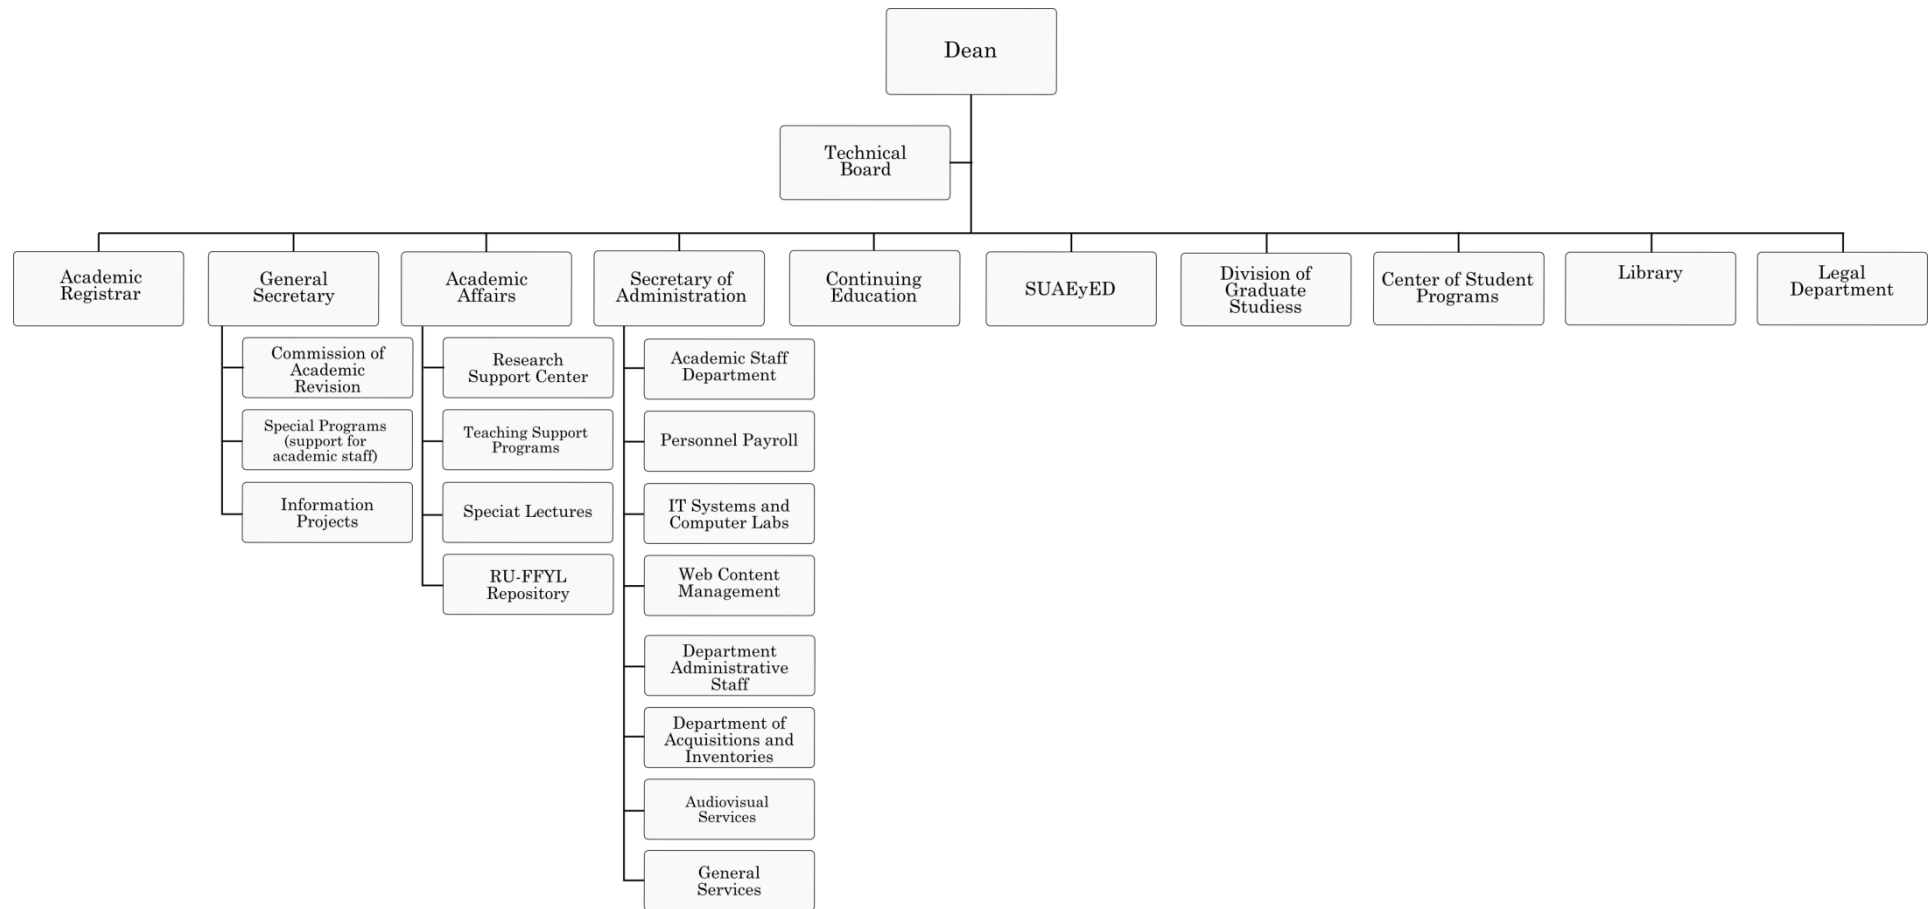 Dean
Technical
Board
Academic
Registrar
General
Secretary
Academic
Affairs
Secretary of
Administration
Continuing
Education
SUAEyED
Division of
Graduate
Studiess
Center of Student
Programs
Library
Legal
Department
Commission of
Academic
Revision
Special Programs
(support for
academic staff)
Information
Projects
Research
Support Center
Teaching Support
Programs
Speciat Lectures
RU-FFYL
Repository
Academic Staff
Department
Personnel Payroll
IT Systems and
Computer Labs
Web Content
Management
Department
Administrative
Staff
Department of
Acquisitions and
Inventories
Audiovisual
Services
General
Services